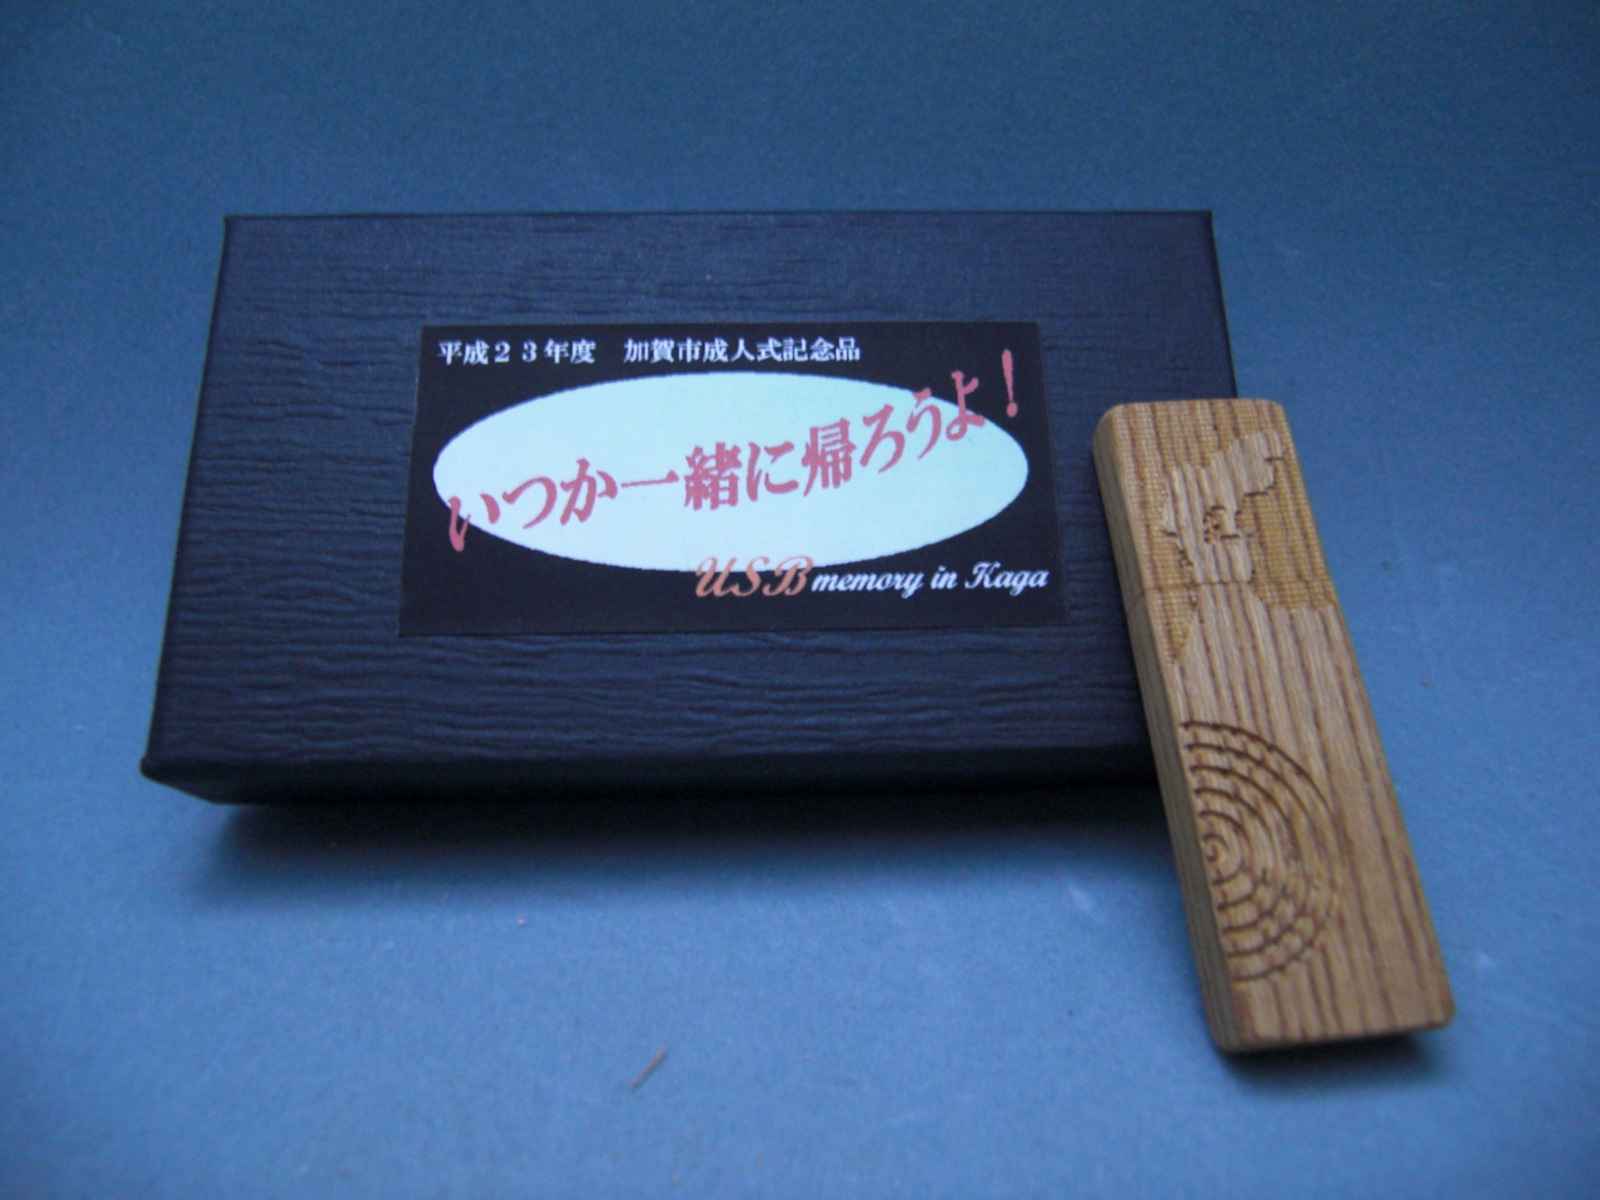 平成２３年度　加賀市成人式記念品
いつか一緒に帰ろうよ！
USB memory in Kaga